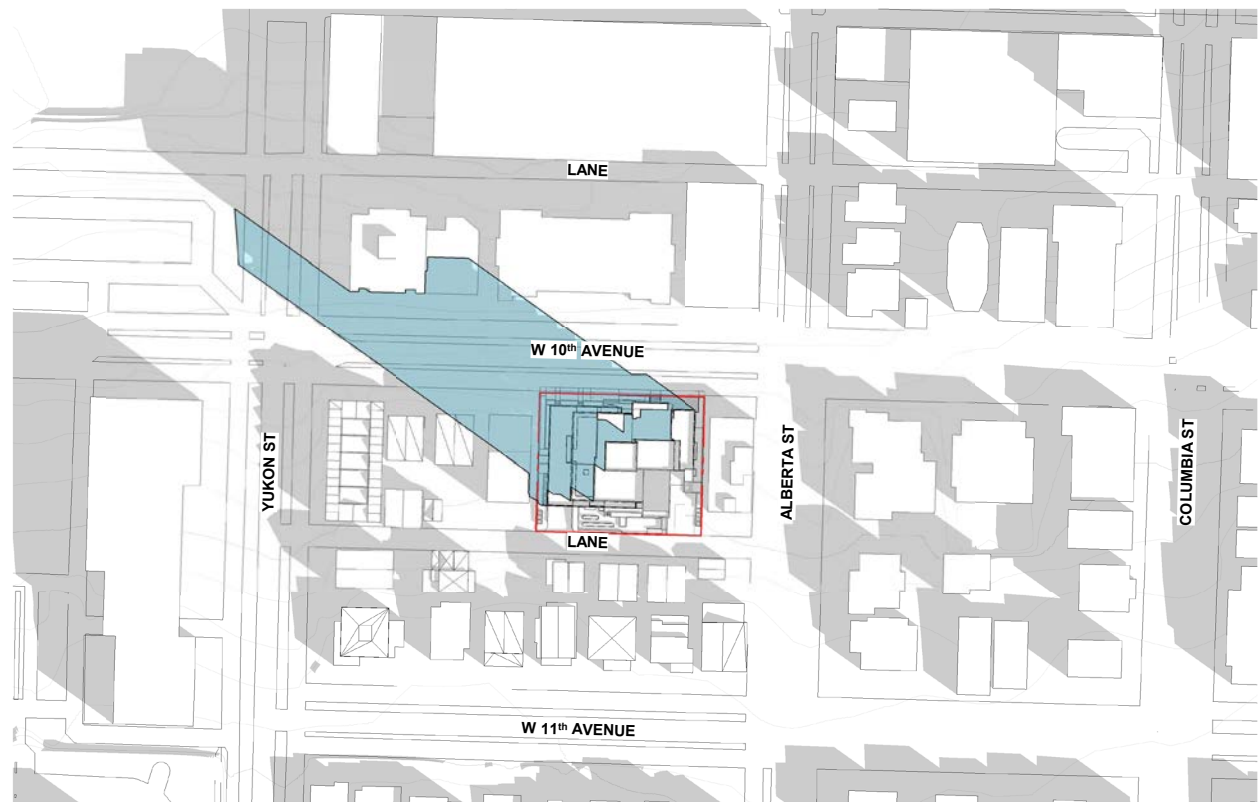 LANE
W 10th AVENUE
YUKON ST
ALBERTA ST
COLUMBIA ST
LANE
W 11th AVENUE